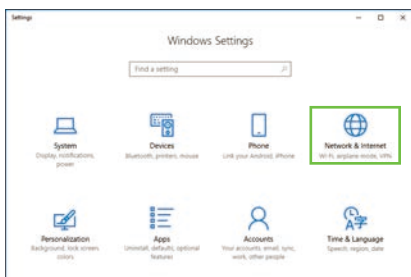 Settings
Windows Settings
Find a setting
System
Display, notifications,
power
Devices
Bluetooth, printers, mouse
Phone
Link your Android, iPhone
Network & Internet
Wi-Fi, airplane mode, VPN
Personalization
Background, lock screen,
colors
Apps
Uninstall, defaults, optional
features
Accounts
Your accounts, email, sync,
work, other people
Time & Language
Speech, region, date